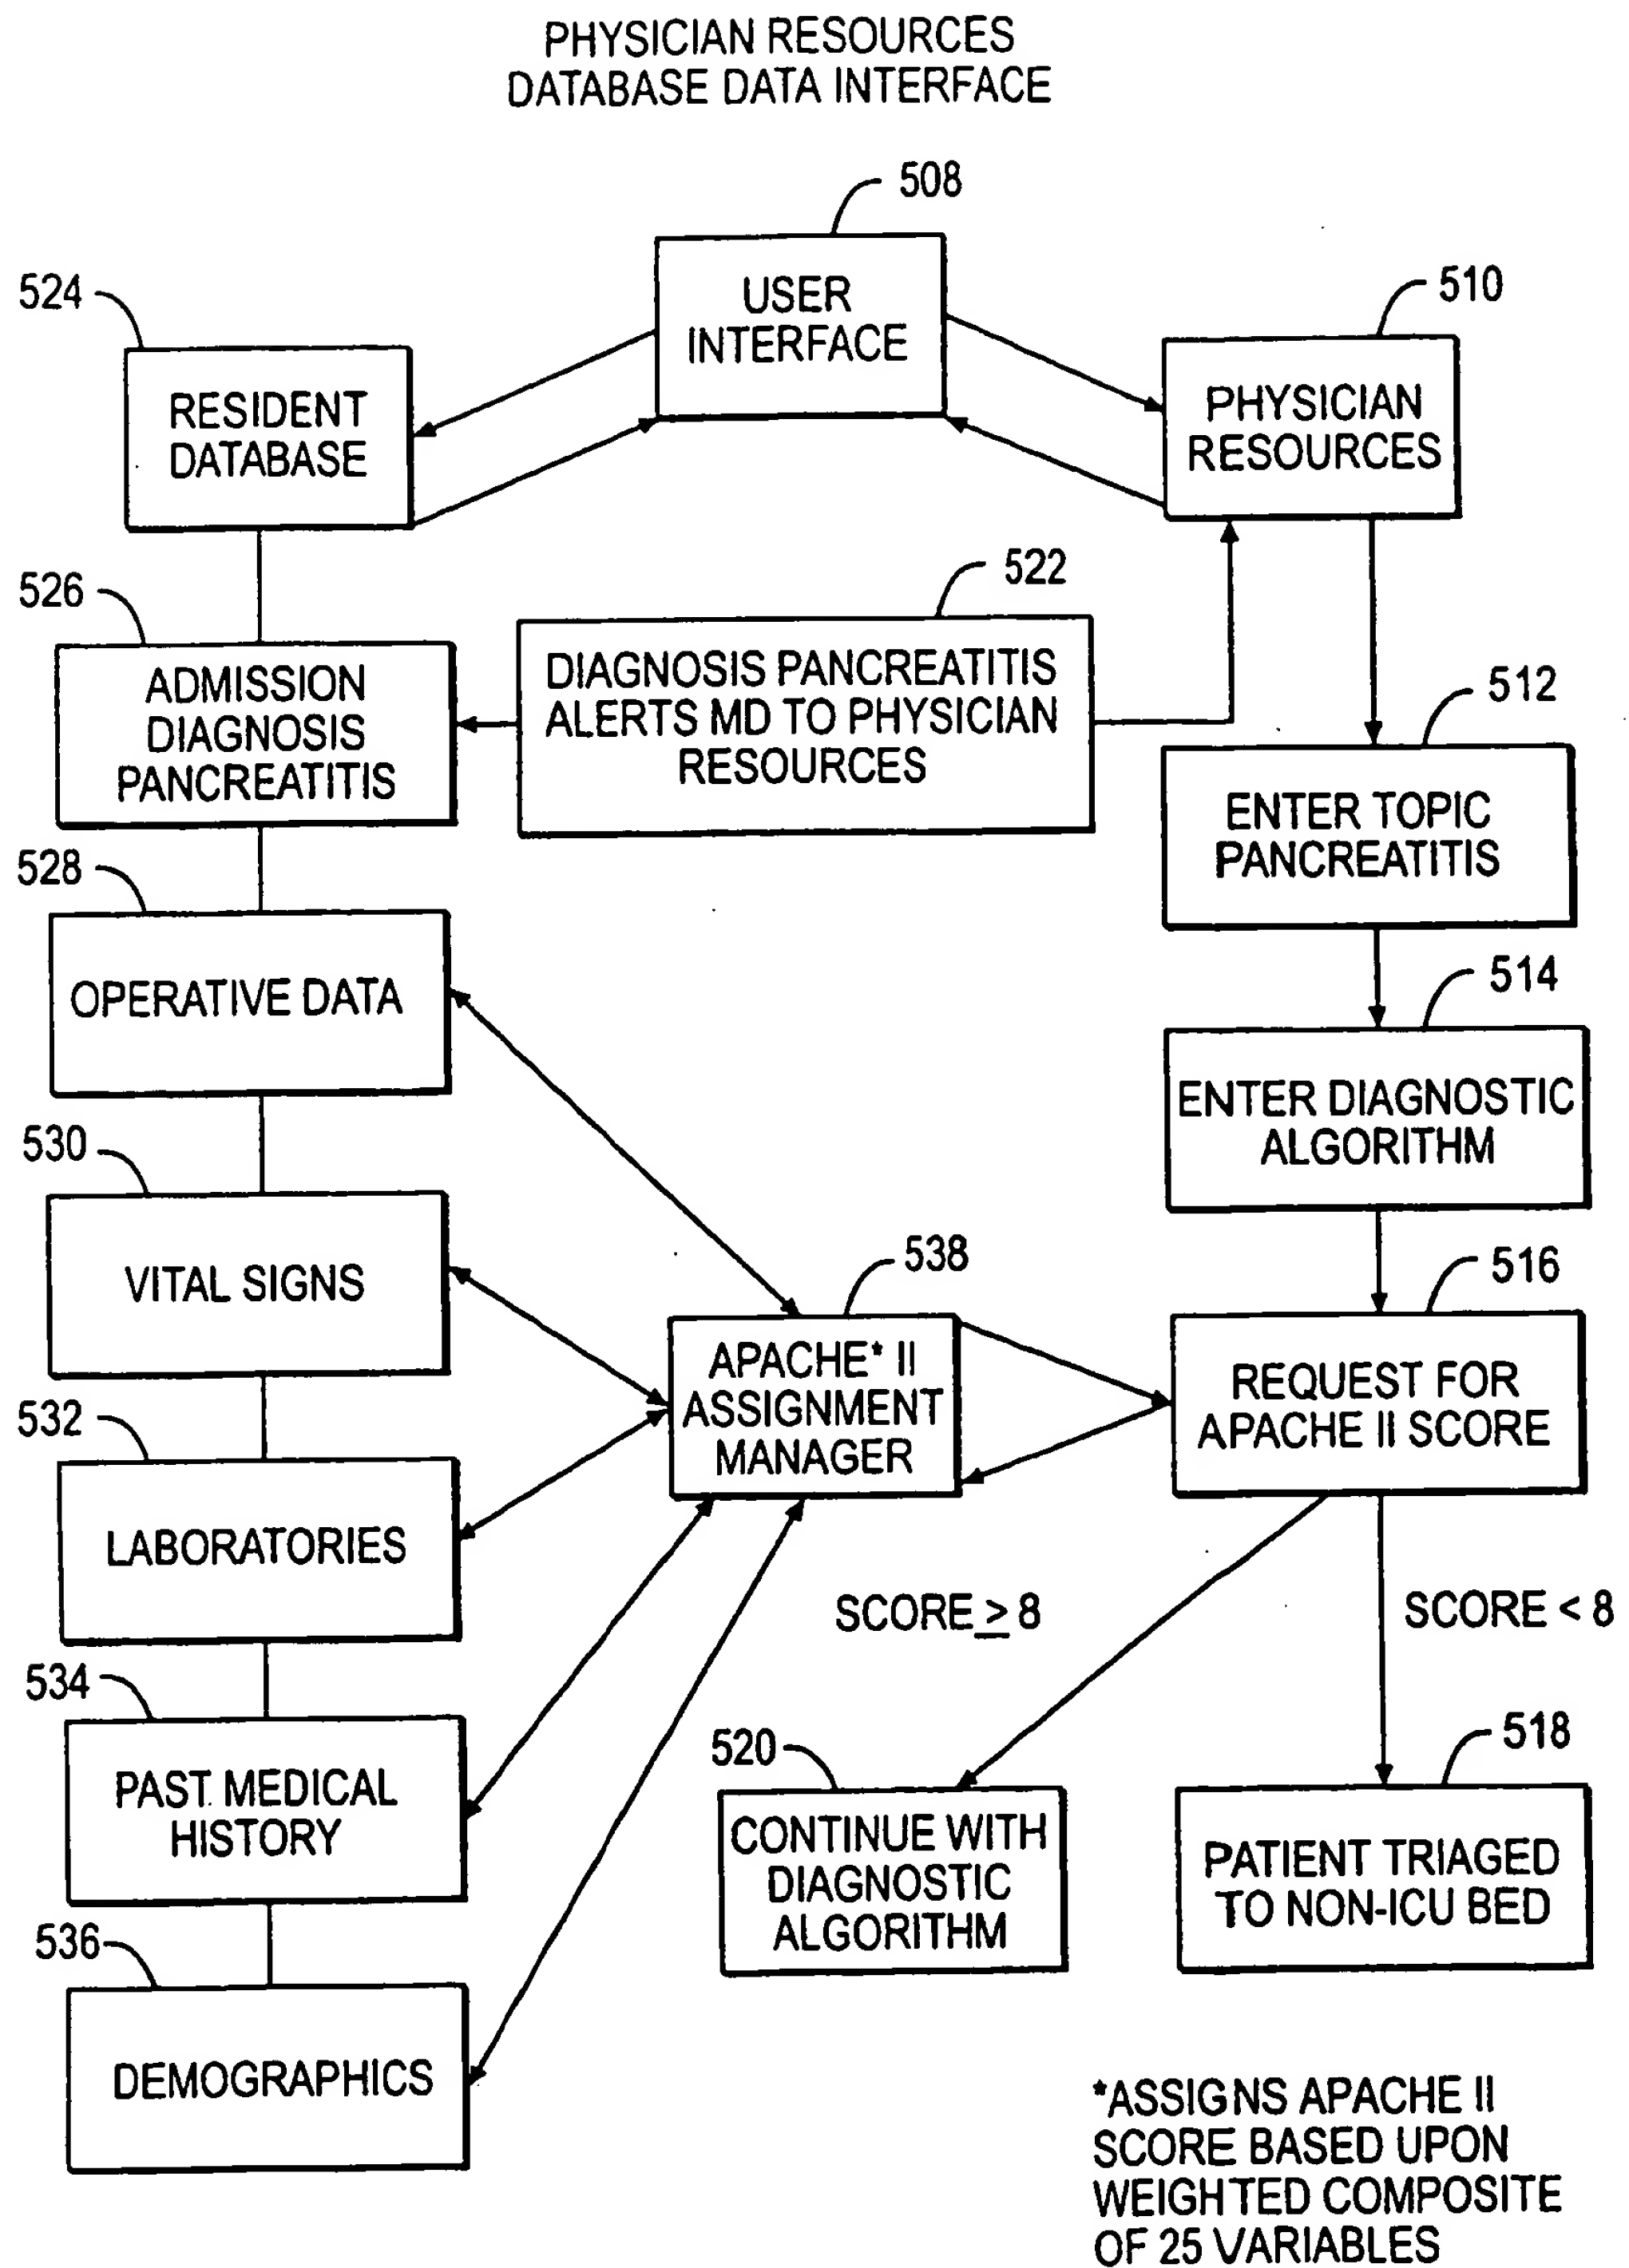 PHYSICIAN RESOURCES
DATABASE DATA INTERFACE
508
USER
INTERFACE
524
RESIDENT
DATABASE
510
PHYSICIAN
RESOURCES
526
ADMISSION
DIAGNOSIS
PANCREATITIS
522
DIAGNOSIS PANCREATITIS
ALERTS MD TO PHYSICIAN
RESOURCES
512
ENTER TOPIC
PANCREATITIS
528
OPERATIVE DATA
514
ENTER DIAGNOSTIC
ALGORITHM
530
VITAL SIGNS
538
APACHE* II
ASSIGNMENT
MANAGER
516
REQUEST FOR
APACHE II SCORE
532
LABORATORIES
SCORE ≥ 8
SCORE < 8
534
PAST MEDICAL
HISTORY
520
CONTINUE WITH
DIAGNOSTIC
ALGORITHM
518
PATIENT TRIAGED
TO NON-ICU BED
536
DEMOGRAPHICS
*ASSIGNS APACHE II
SCORE BASED UPON
WEIGHTED COMPOSITE
OF 25 VARIABLES